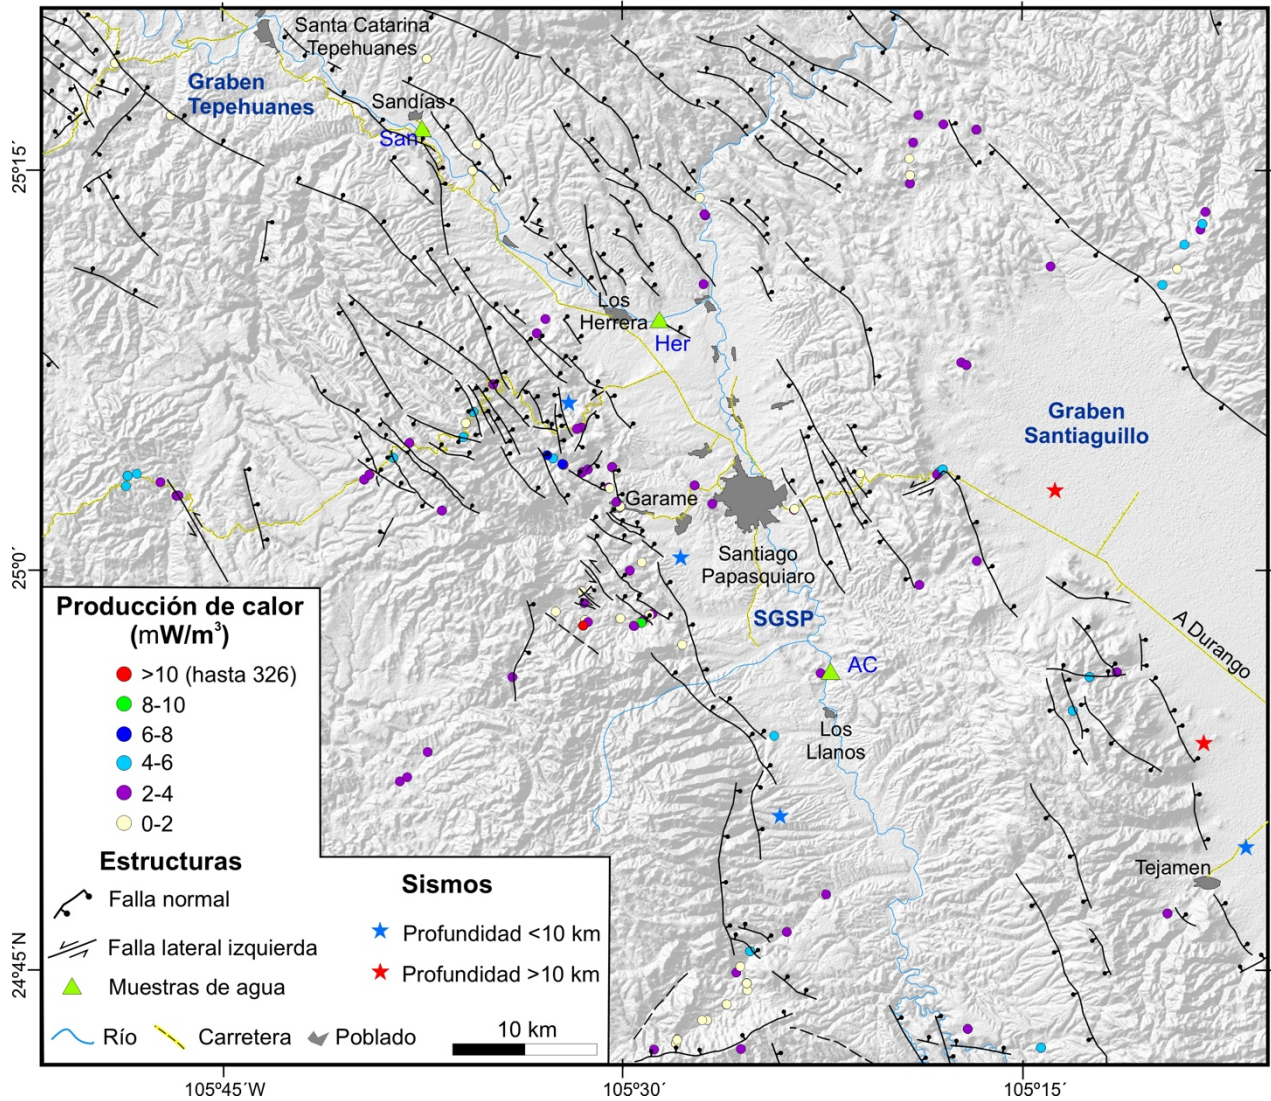 Santa Catarina
Tepehuanes
Graben
Tepehuanes
Sandías
San
25°15´
Los
Herrera
Her
Graben
Santiaguillo
Garame
Santiago
Papasquiaro
25°0´
SGSP
A Durango
AC
Los
Llanos
Tejamen
24°45´N
Producción de calor
(mW/m³)
>10 (hasta 326)
8-10
6-8
4-6
2-4
0-2
Estructuras
Falla normal
Falla lateral izquierda
Muestras de agua
Río
Carretera
Poblado
Sismos
Profundidad <10 km
Profundidad >10 km
10 km
105°45´W
105°30´
105°15´